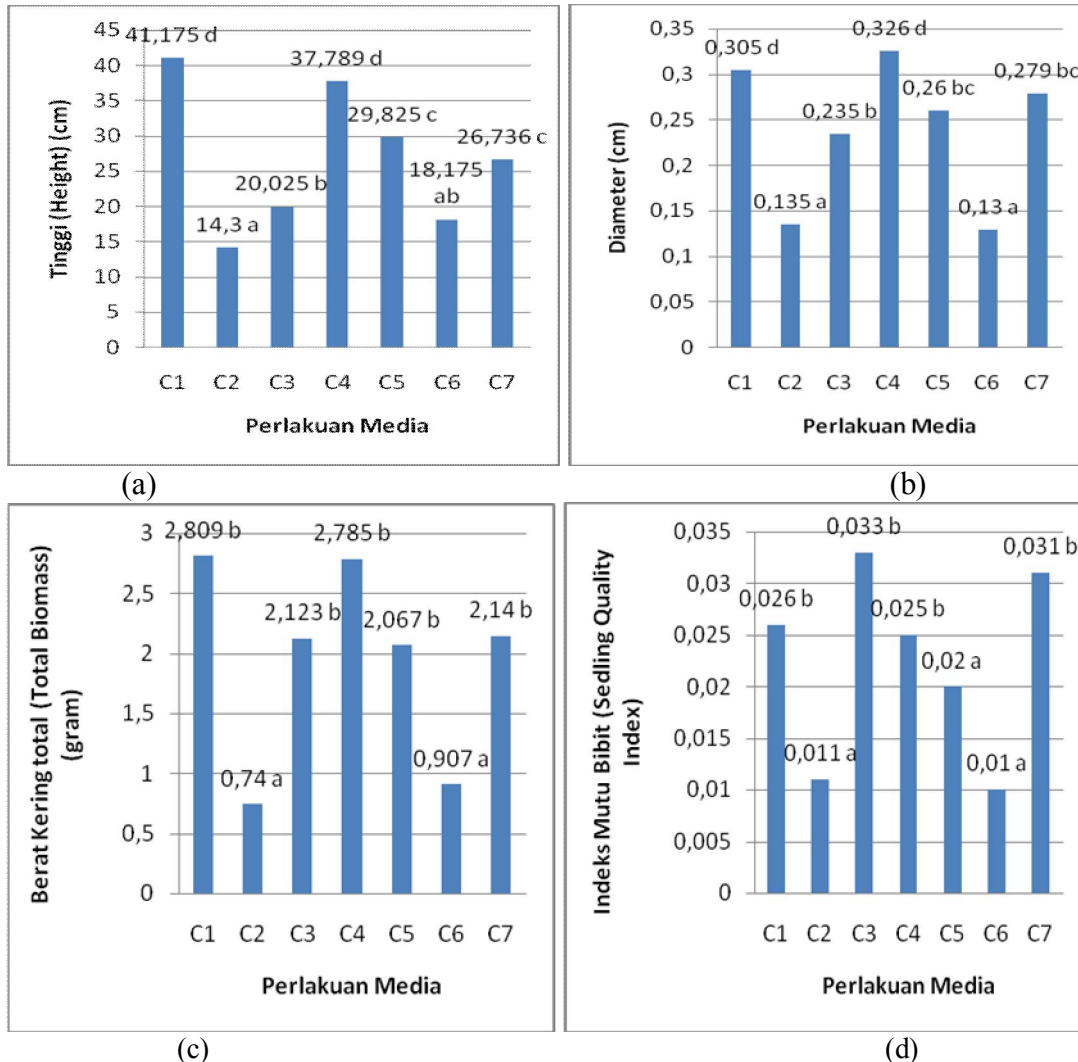 Tinggi (Height) (cm)
45
40
35
30
25
20
15
10
5
0
41,175 d
14,3 a
20,025 b
37,789 d
29,825 c
18,175
ab
26,736 c
C1 C2 C3 C4 C5 C6 C7
Perlakuan Media
(a)
Diameter (cm)
0,35
0,3
0,25
0,2
0,15
0,1
0,05
0
0,305 d
0,135 a
0,235 b
0,326 d
0,26 bc
0,13 a
0,279 bc
C1 C2 C3 C4 C5 C6 C7
Perlakuan Media
(b)
Berat Kering total (Total Biomass)
(gram)
3
2,5
2
1,5
1
0,5
0
2,809 b
0,74 a
2,123 b
2,785 b
2,067 b
0,907 a
2,14 b
C1 C2 C3 C4 C5 C6 C7
Perlakuan Media
(c)
Indeks Mutu Bibit (Sedling Quality
Index)
0,035
0,03
0,025
0,02
0,015
0,01
0,005
0
0,026 b
0,011 a
0,033 b
0,025 b
0,02 a
0,01 a
0,031 b
C1 C2 C3 C4 C5 C6 C7
Perlakuan Media
(d)